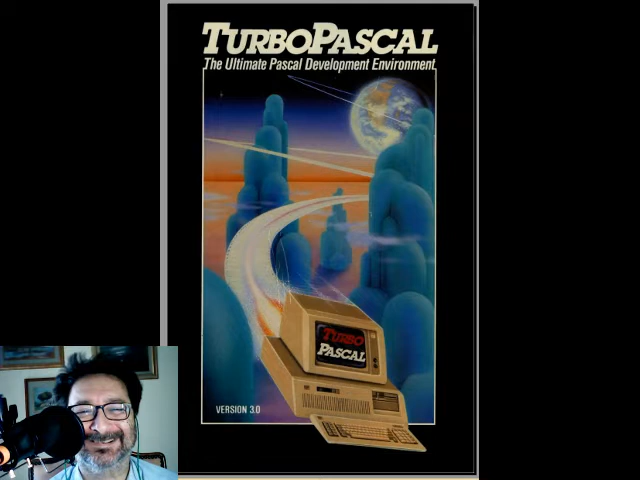 TURBOPASCAL
The Ultimate Pascal Development Environment
TURBO
PASCAL
VERSION 3.0